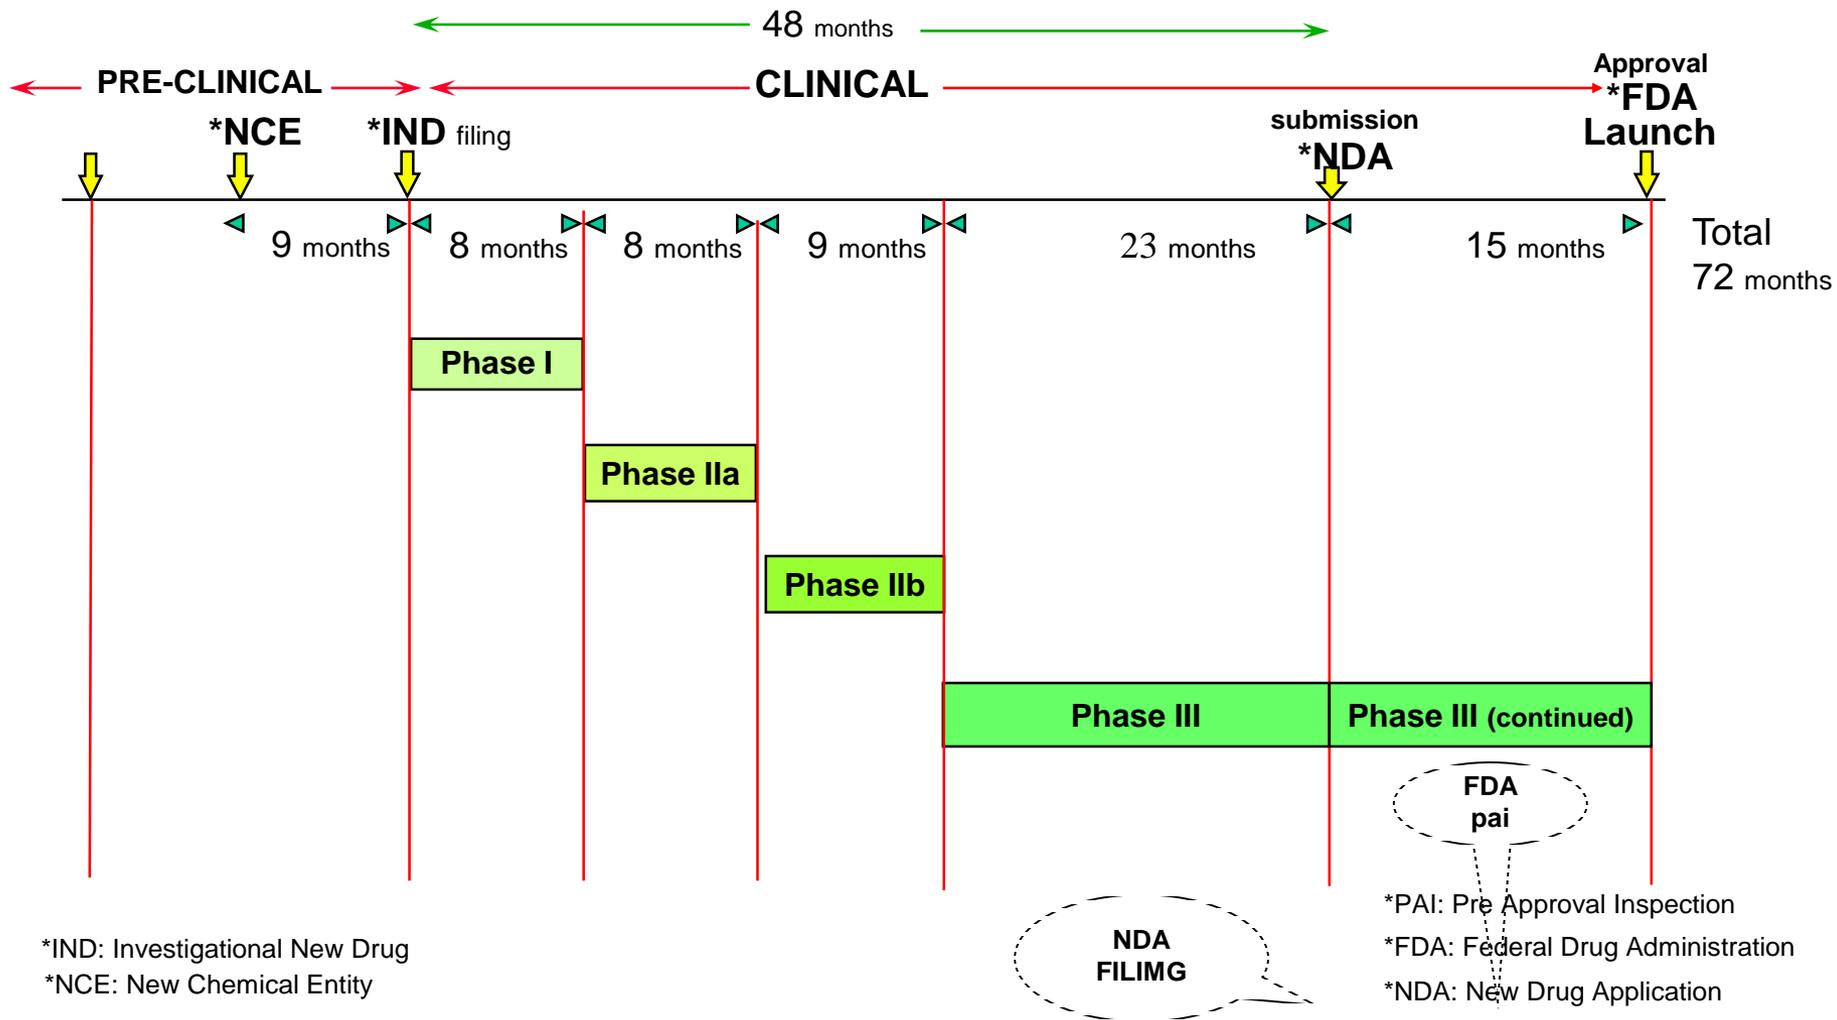 48 months
PRE-CLINICAL
CLINICAL
Approval
*FDA
Launch
*NCE
*IND filing
submission
*NDA
9 months
8 months
8 months
9 months
23 months
15 months
Total
72 months
Phase I
Phase IIa
Phase IIb
Phase III
Phase III (continued)
FDA
pai
NDA
FILIMG
*PAI: Pre Approval Inspection
*FDA: Federal Drug Administration
*NDA: New Drug Application
*IND: Investigational New Drug
*NCE: New Chemical Entity